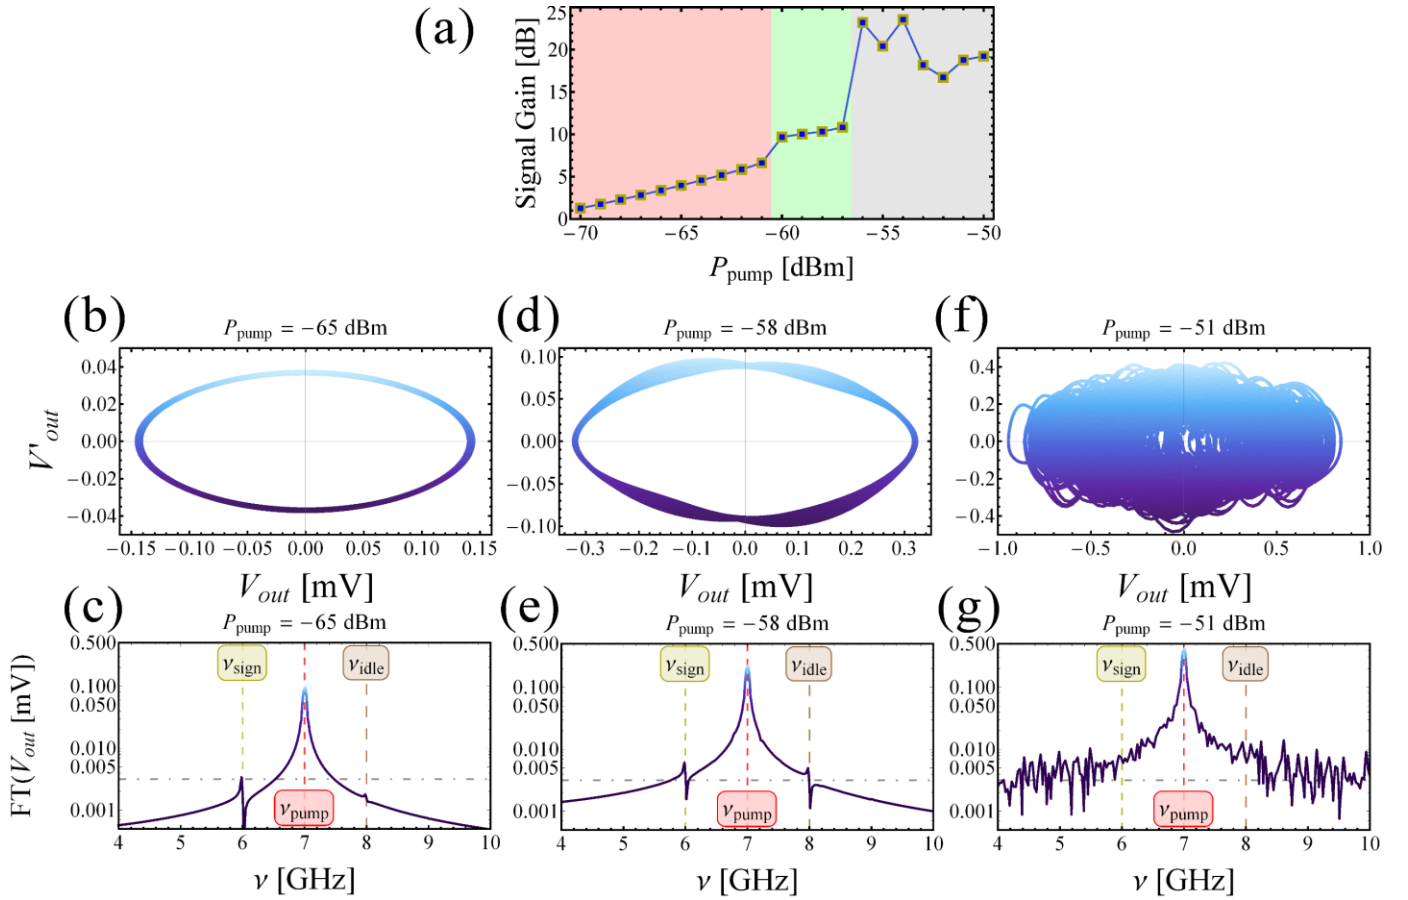 (a)
Signal Gain [dB]
25
20
15
10
5
0
−70 −65 −60 −55 −50
P_pump [dBm]
(b)
P_pump = −65 dBm
V'_out
0.04
0.02
0.00
−0.02
−0.04
−0.15 −0.10 −0.05 0.00 0.05 0.10 0.15
V_out [mV]
(d)
P_pump = −58 dBm
0.10
0.05
0.00
−0.05
−0.10
−0.3 −0.2 −0.1 0.0 0.1 0.2 0.3
V_out [mV]
(f)
P_pump = −51 dBm
0.4
0.2
0.0
−0.2
−0.4
−1.0 −0.5 0.0 0.5 1.0
V_out [mV]
(c)
P_pump = −65 dBm
FT(V_out [mV])
0.500
0.100
0.050
0.010
0.005
0.001
ν_sign
ν_idle
ν_pump
4 5 6 7 8 9 10
ν [GHz]
(e)
P_pump = −58 dBm
0.500
0.100
0.050
0.010
0.005
0.001
ν_sign
ν_idle
ν_pump
4 5 6 7 8 9 10
ν [GHz]
(g)
P_pump = −51 dBm
0.500
0.100
0.050
0.010
0.005
0.001
ν_sign
ν_idle
ν_pump
4 5 6 7 8 9 10
ν [GHz]